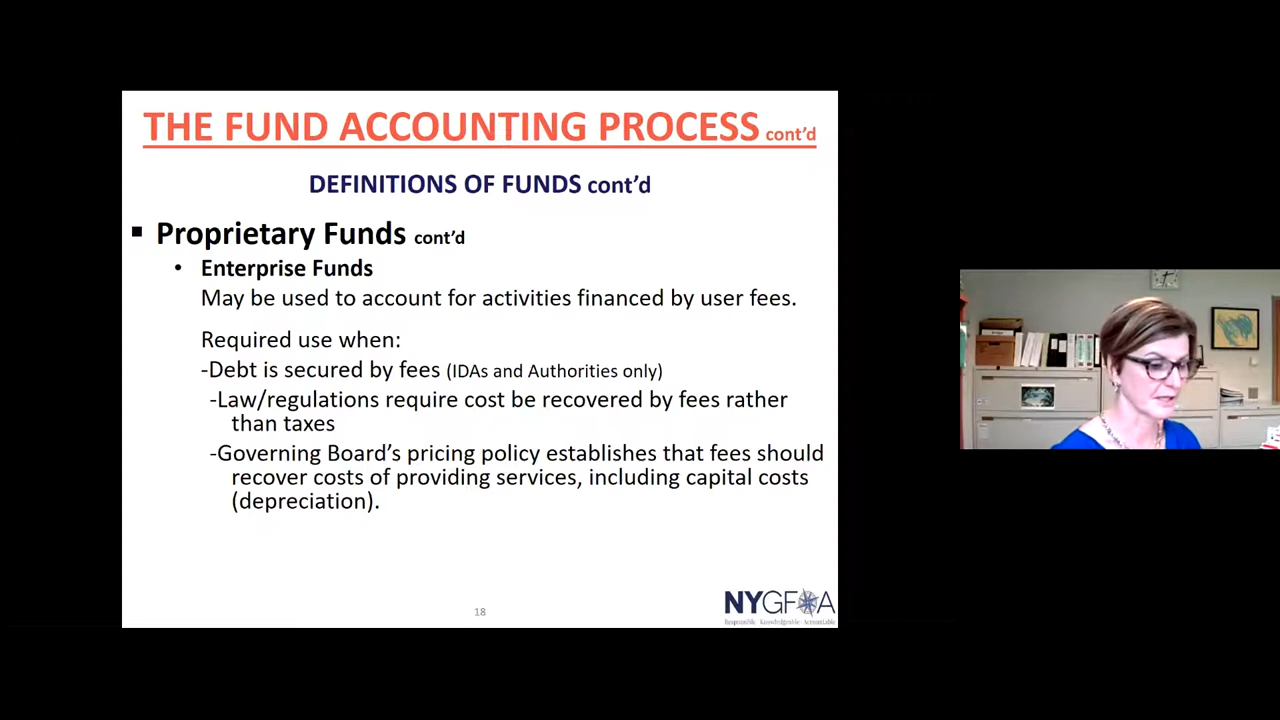 THE FUND ACCOUNTING PROCESS cont’d
DEFINITIONS OF FUNDS cont’d
▪ Proprietary Funds cont’d
• Enterprise Funds
May be used to account for activities financed by user fees.
Required use when:
-Debt is secured by fees (IDAs and Authorities only)
-Law/regulations require cost be recovered by fees rather
than taxes
-Governing Board’s pricing policy establishes that fees should
recover costs of providing services, including capital costs
(depreciation).
18
NYGFOA
Responsible · Knowledgeable · Accountable